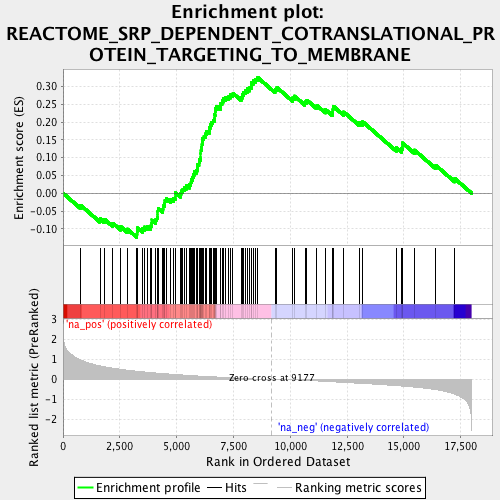 Enrichment plot:
REACTOME_SRP_DEPENDENT_COTRANSLATIONAL_PR
OTEIN_TARGETING_TO_MEMBRANE
Enrichment score (ES)
0.30
0.25
0.20
0.15
0.10
0.05
0.00
-0.05
-0.10
'na_pos' (positively correlated)
Ranked list metric (PreRanked)
3
2
1
0
-1
-2
Zero cross at 9177
'na_neg' (negatively correlated)
0
2,500
5,000
7,500
10,000
12,500
15,000
17,500
Rank in Ordered Dataset
Enrichment profile
Hits
Ranking metric scores